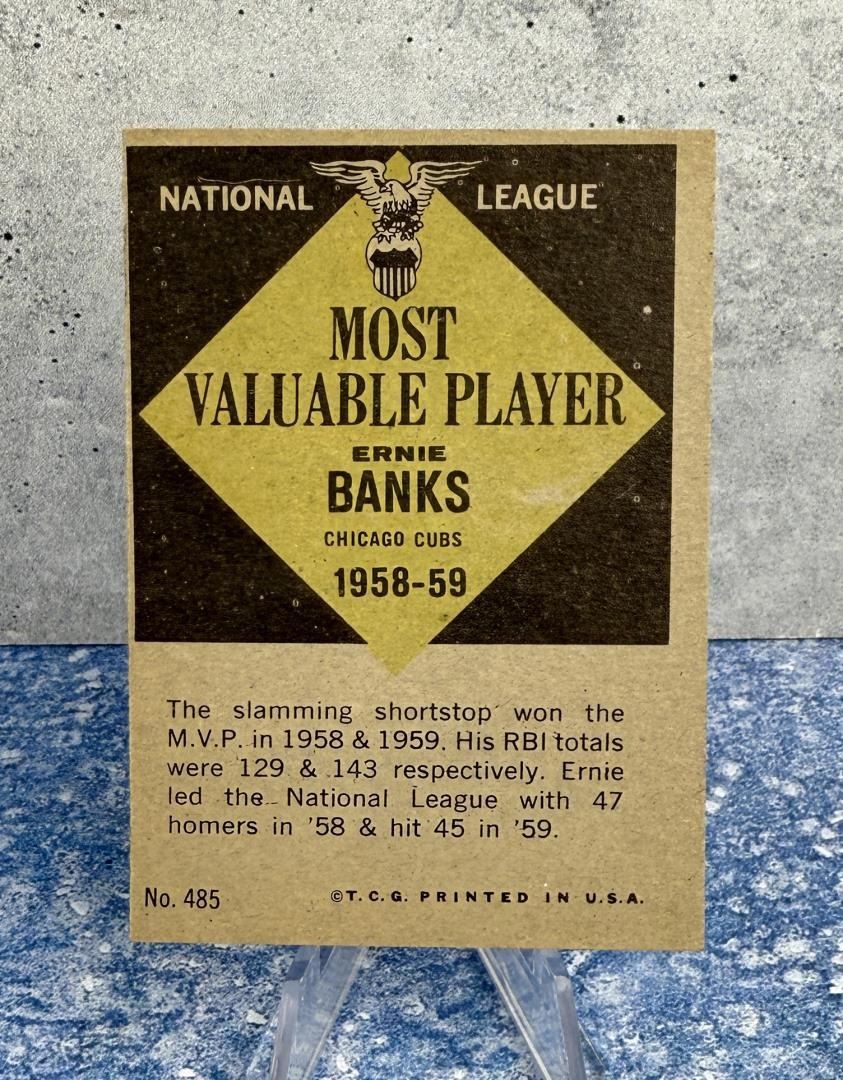 NATIONAL LEAGUE
MOST
VALUABLE PLAYER
ERNIE
BANKS
CHICAGO CUBS
1958-59
The slamming shortstop won the
M.V.P. in 1958 & 1959. His RBI totals
were 129 & 143 respectively. Ernie
led the National League with 47
homers in '58 & hit 45 in '59.
No. 485 ©T.C.G. PRINTED IN U.S.A.